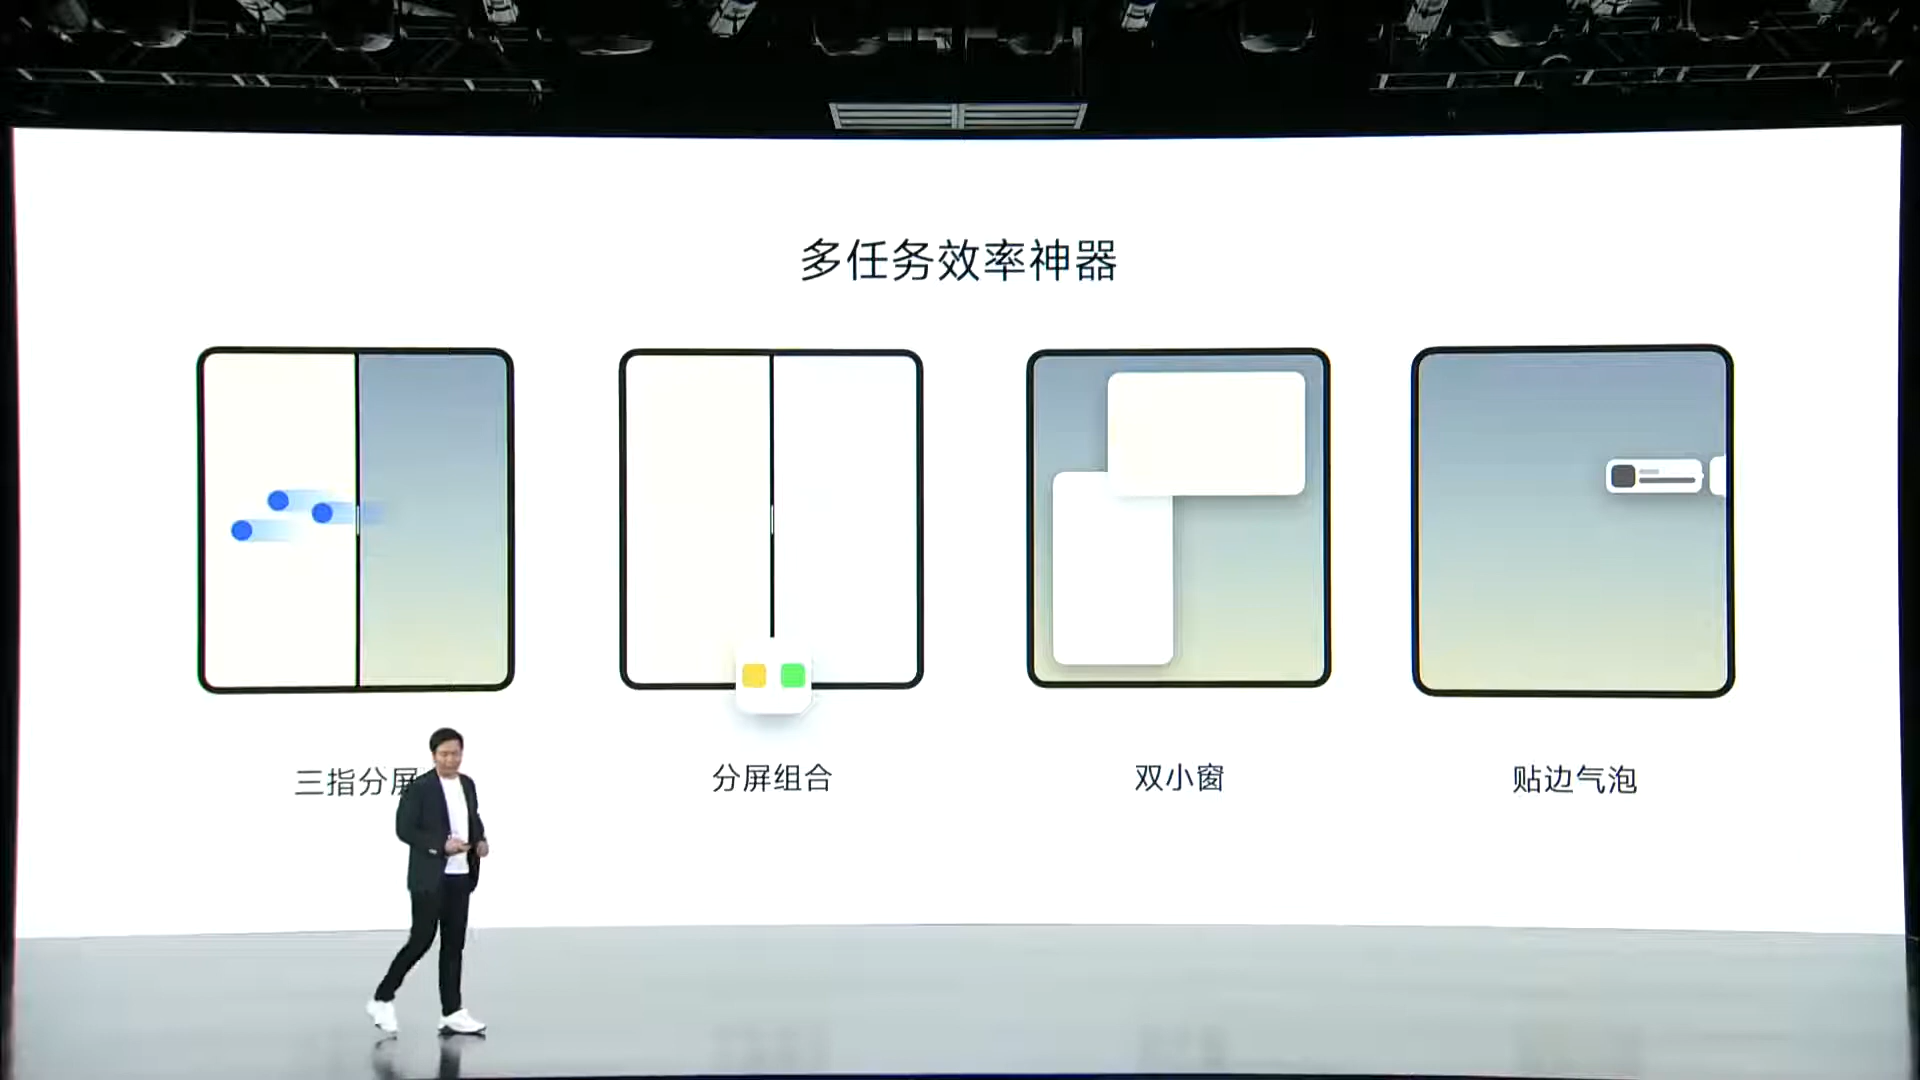 多任务效率神器
三指分屏
分屏组合
双小窗
贴边气泡